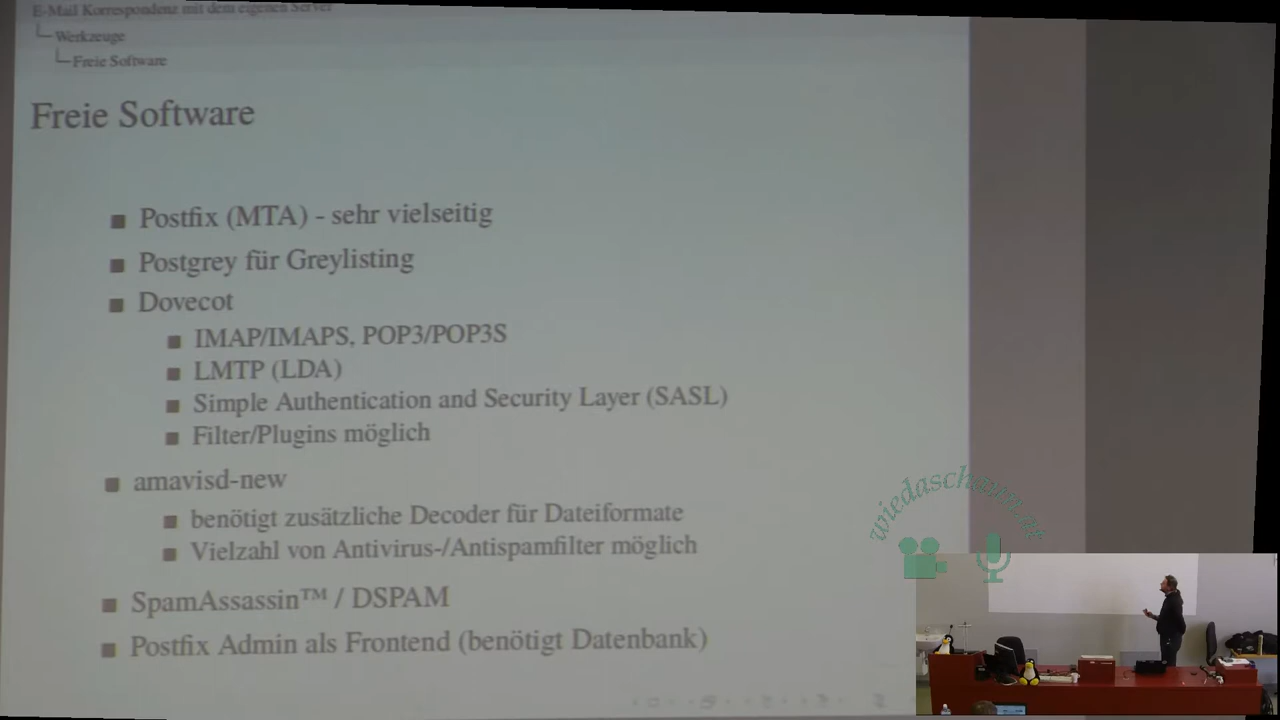 E-Mail Korrespondenz mit dem eigenen Server
Werkzeuge
Freie Software
Freie Software
Postfix (MTA) - sehr vielseitig
Postgrey für Greylisting
Dovecot
IMAP/IMAPS, POP3/POP3S
LMTP (LDA)
Simple Authentication and Security Layer (SASL)
Filter/Plugins möglich
amavisd-new
benötigt zusätzliche Decoder für Dateiformate
Vielzahl von Antivirus-/Antispamfilter möglich
SpamAssassin™ / DSPAM
Postfix Admin als Frontend (benötigt Datenbank)